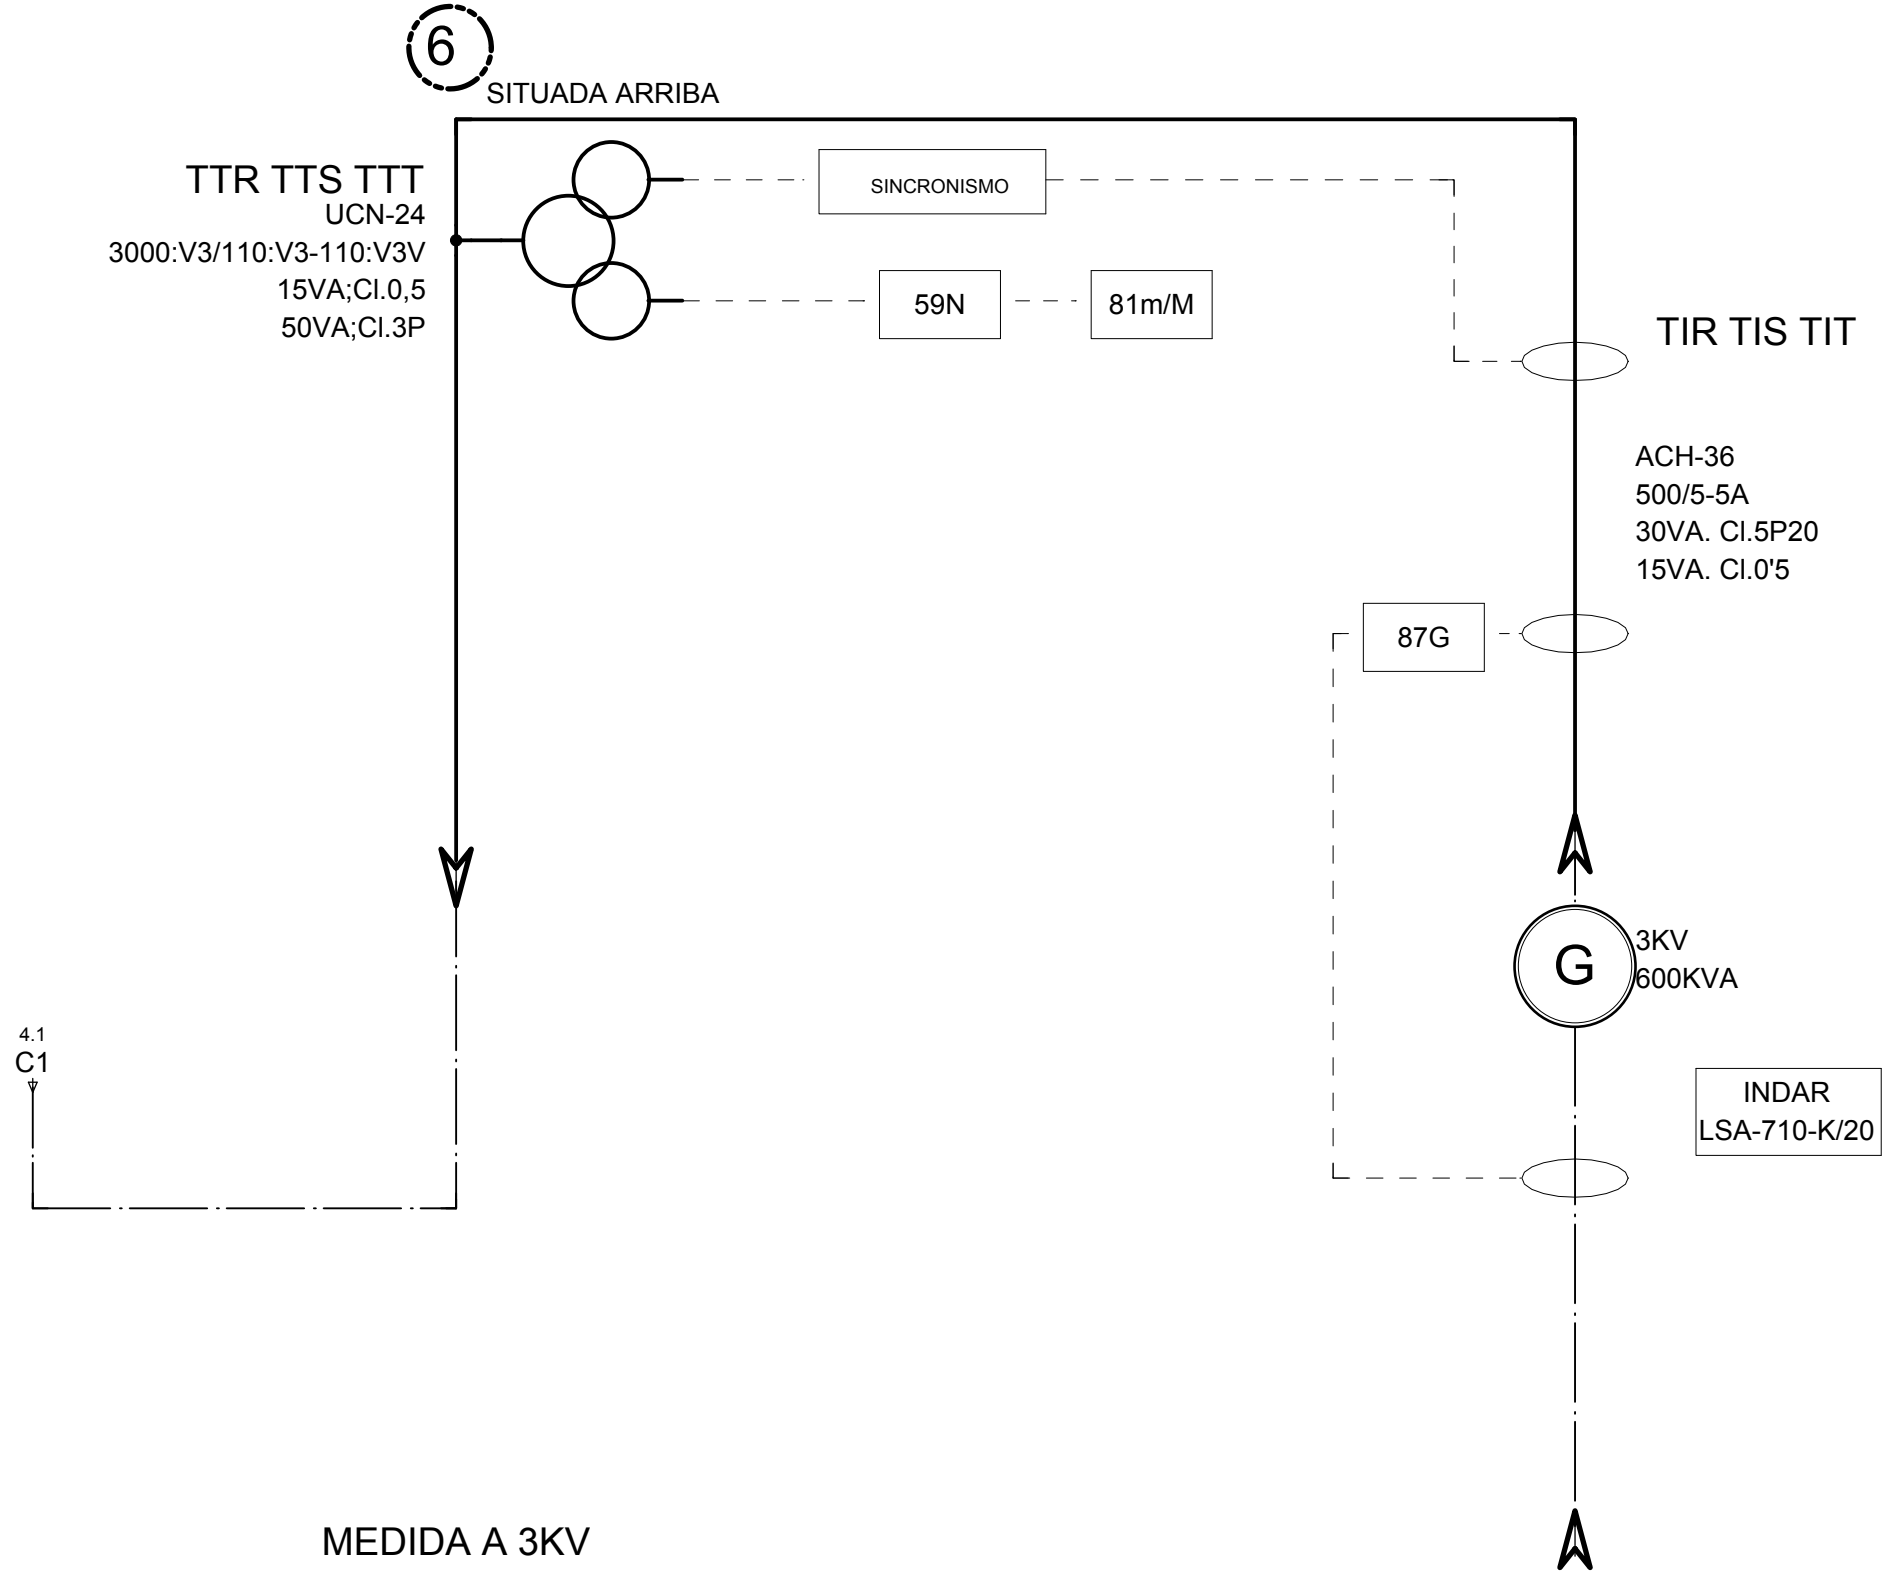 6
SITUADA ARRIBA
TTR TTS TTT
UCN-24
3000:V3/110:V3-110:V3V
15VA;Cl.0,5
50VA;Cl.3P
SINCRONISMO
59N
81m/M
TIR TIS TIT
ACH-36
500/5-5A
30VA. Cl.5P20
15VA. Cl.0'5
87G
G
3KV
600KVA
4.1
C1
INDAR
LSA-710-K/20
MEDIDA A 3KV